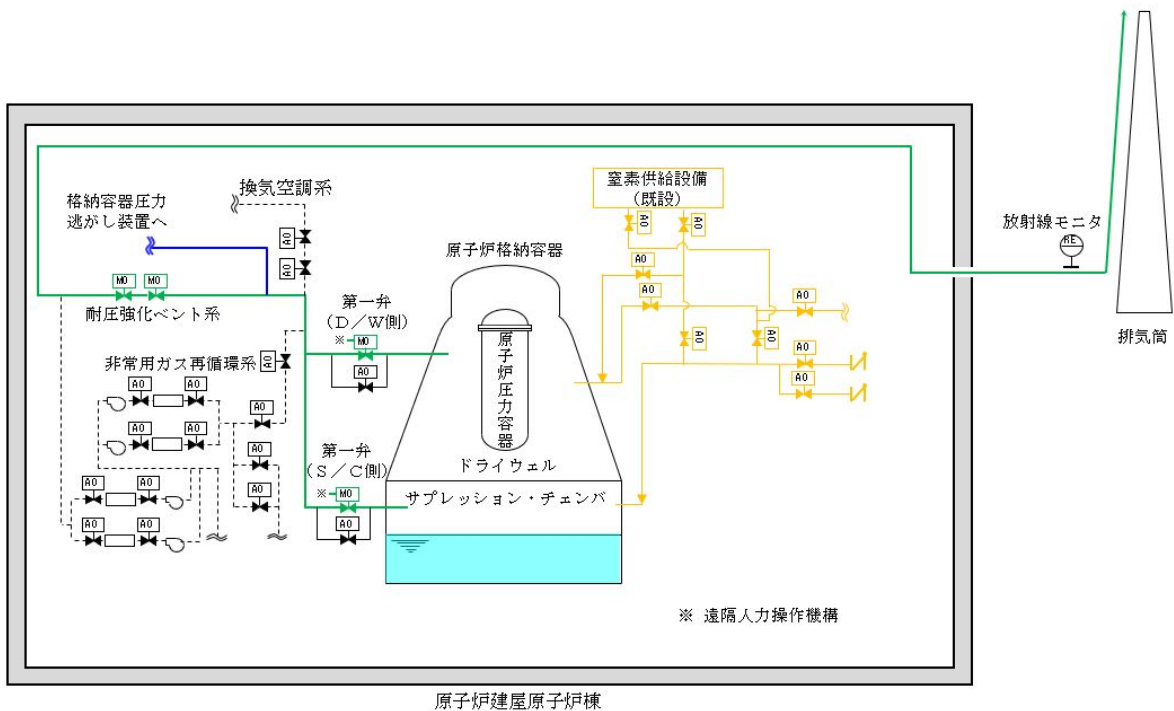 換気空調系
格納容器圧力
逃がし装置へ
窒素供給設備
(既設)
AO
AO
AO
AO
原子炉格納容器
放射線モニタ
RE
AO
AO
MO
MO
耐圧強化ベント系
第一弁
(D/W側)
※
MO
AO
AO
排気筒
AO
AO
AO
AO
非常用ガス再循環系
AO
原子炉圧力容器
AO
AO
AO
AO
AO
AO
AO
AO
第一弁
(S/C側)
※
MO
AO
ドライウェル
サプレッション・チェンバ
AO
AO
AO
AO
※ 遠隔人力操作機構
原子炉建屋原子炉棟